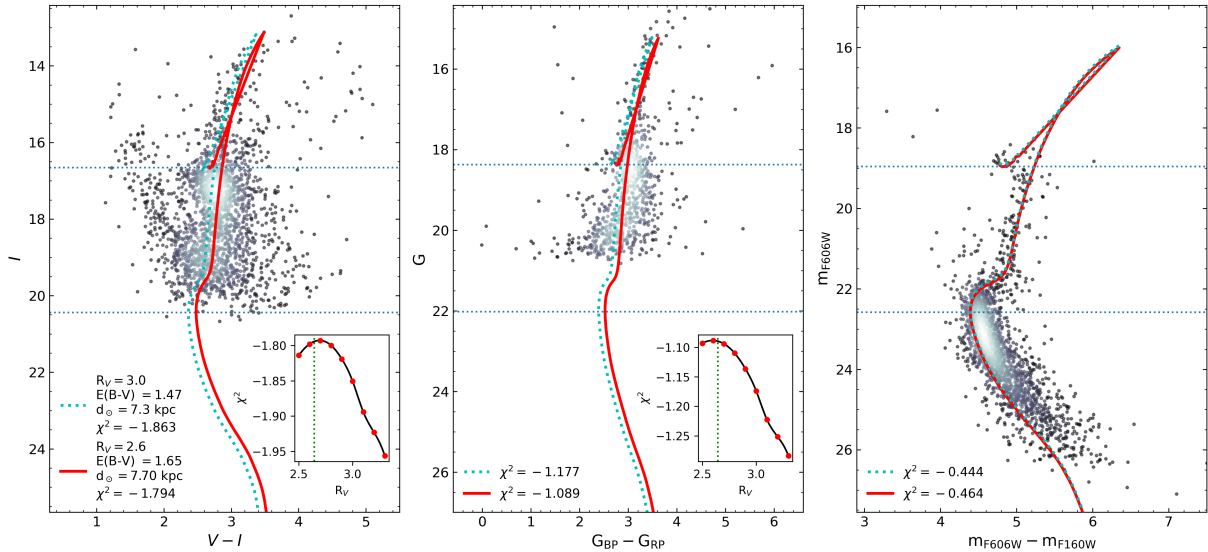 14
16
18
20
22
24
I
1
2
3
4
5
V − I
R_V = 3.0
E(B-V) = 1.47
d_⊙ = 7.3 kpc
χ² = −1.863
R_V = 2.6
E(B-V) = 1.65
d_⊙ = 7.70 kpc
χ² = −1.794
−1.80
−1.85
−1.90
−1.95
χ²
2.5
3.0
R_V
16
18
20
22
24
26
G
0
1
2
3
4
5
6
G_BP − G_RP
χ² = −1.177
χ² = −1.089
−1.10
−1.15
−1.20
−1.25
χ²
2.5
3.0
R_V
16
18
20
22
24
26
m_F606W
3
4
5
6
7
m_F606W − m_F160W
χ² = −0.444
χ² = −0.464